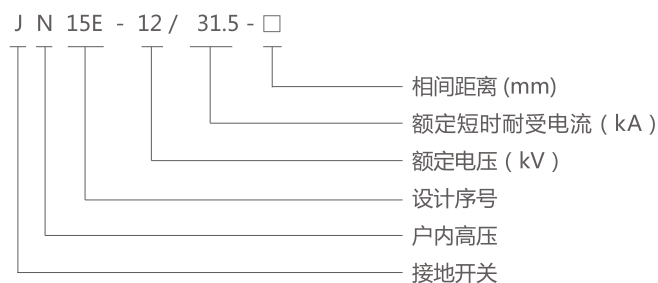 J N 15E - 12 / 31.5 - □
相间距离 (mm)
额定短时耐受电流（kA）
额定电压（kV）
设计序号
户内高压
接地开关